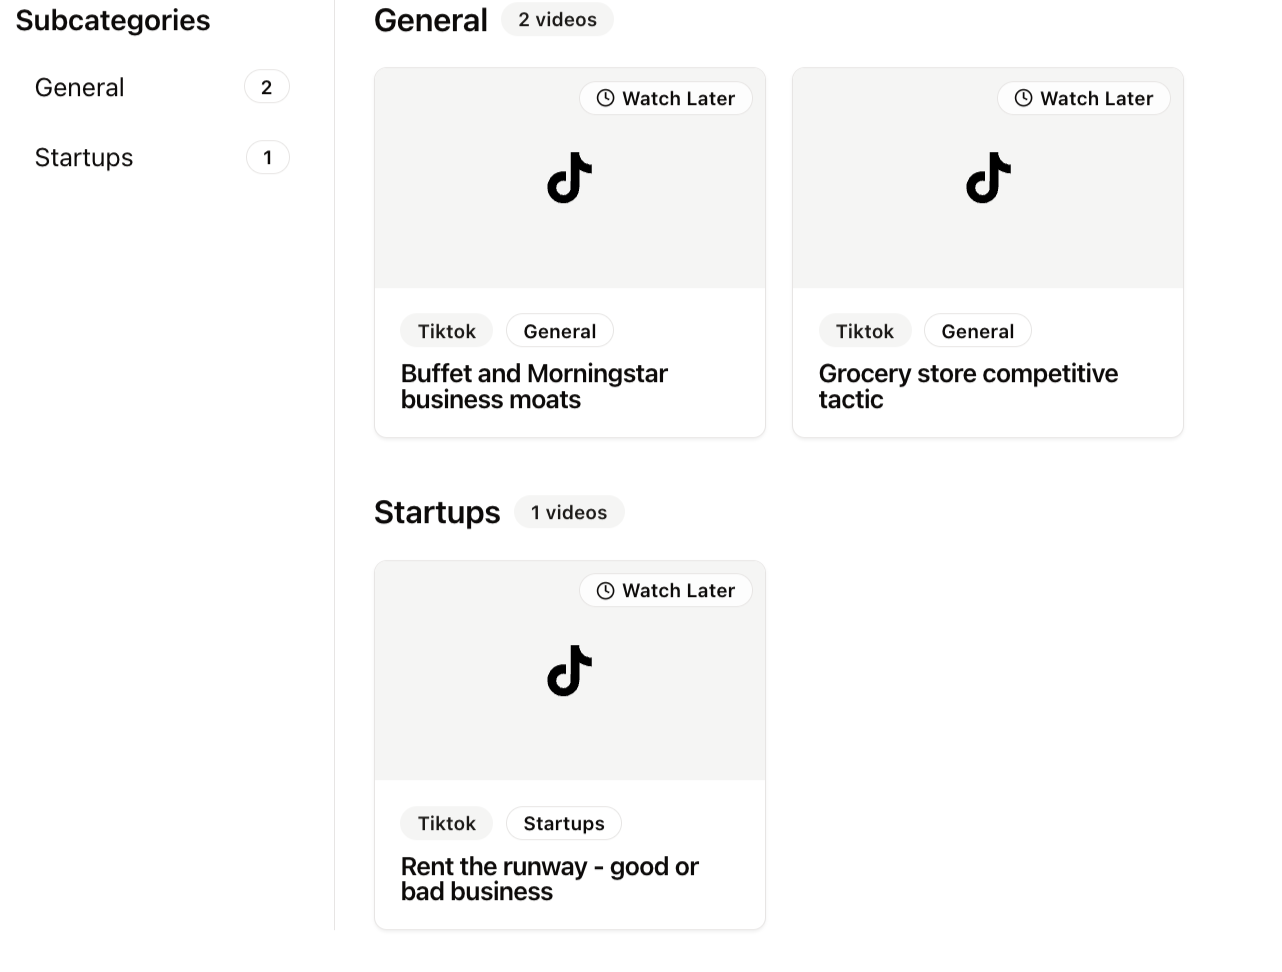 Subcategories
General 2
Startups 1
General 2 videos
Watch Later
Tiktok General
Buffet and Morningstar
business moats
Watch Later
Tiktok General
Grocery store competitive
tactic
Startups 1 videos
Watch Later
Tiktok Startups
Rent the runway - good or
bad business